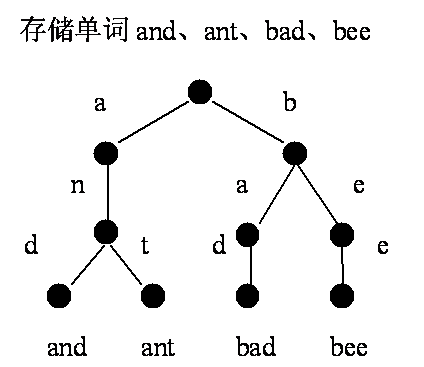 存储单词 and、ant、bad、bee
a b
n a e
d t d e
and ant bad bee